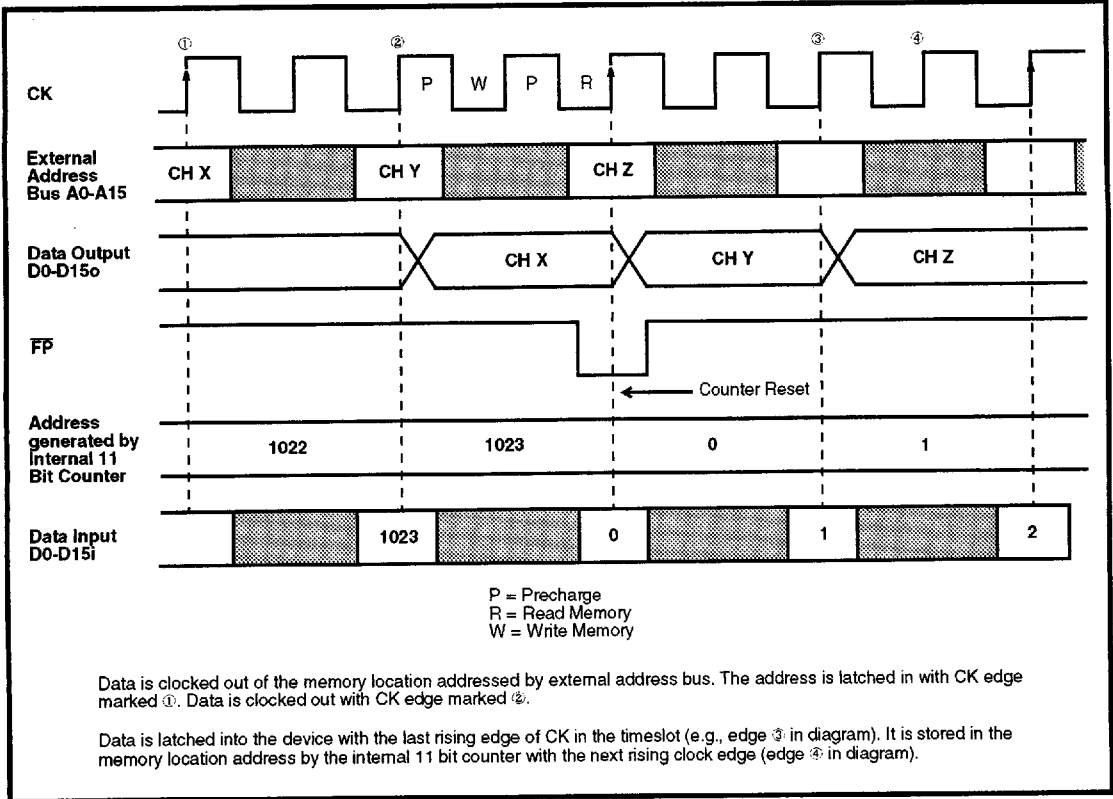 ① ② ③ ④
P W P R
CK
External
Address
Bus A0-A15
CH X CH Y CH Z
Data Output
D0-D15o
CH X CH Y CH Z
FP
Counter Reset
Address
generated by
Internal 11
Bit Counter
1022 1023 0 1
Data Input
D0-D15i
1023 0 1 2
P = Precharge
R = Read Memory
W = Write Memory
Data is clocked out of the memory location addressed by external address bus. The address is latched in with CK edge
marked ①. Data is clocked out with CK edge marked ②.
Data is latched into the device with the last rising edge of CK in the timeslot (e.g., edge ③ in diagram). It is stored in the
memory location address by the internal 11 bit counter with the next rising clock edge (edge ④ in diagram).